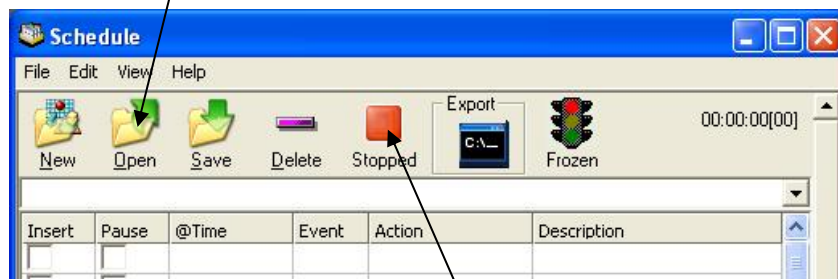 Schedule
File Edit View Help
Export
00:00:00[00]
C:\_
New Open Save Delete Stopped Frozen
Insert Pause @Time Event Action Description